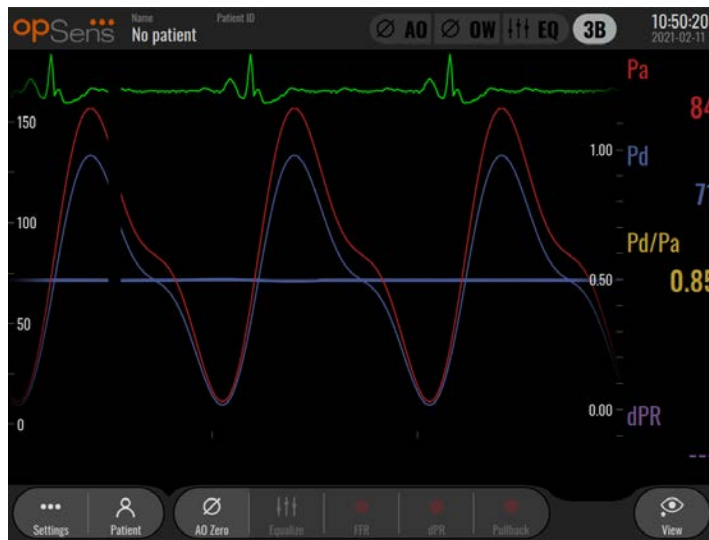 opSens
Name
No patient
Patient ID
AO
OW
EQ
3B
10:50:20
2021-02-11
Pa
84
150
1.00
Pd
71
100
Pd/Pa
0.50
0.85
50
0.00
dPR
0
--
Settings
Patient
AO Zero
Equalize
FFR
dPR
Pullback
View